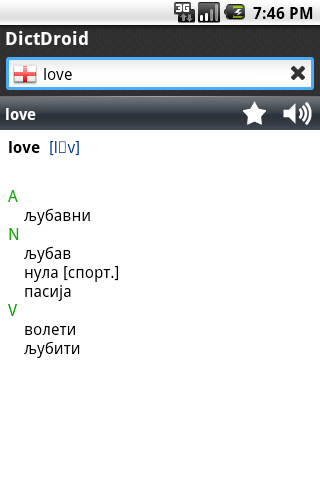 3G 7:46 PM
DictDroid
love
love
love [l▯v]
A
љубавни
N
љубав
нула [спорт.]
пасија
V
волети
љубити